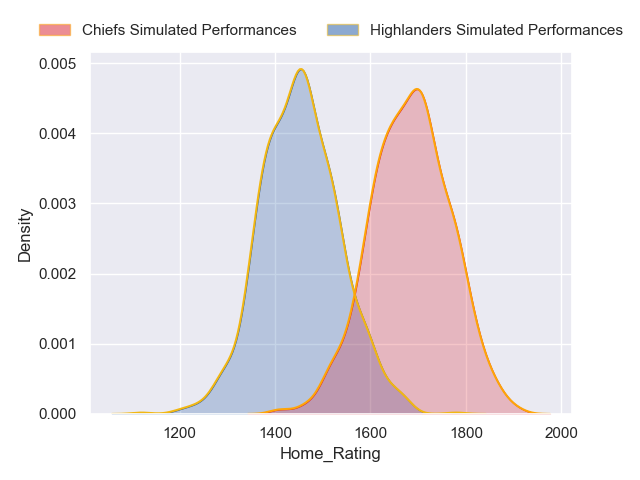 Chiefs Simulated Performances
Highlanders Simulated Performances
0.005
0.004
0.003
0.002
0.001
0.000
Density
1200
1400
1600
1800
2000
Home_Rating